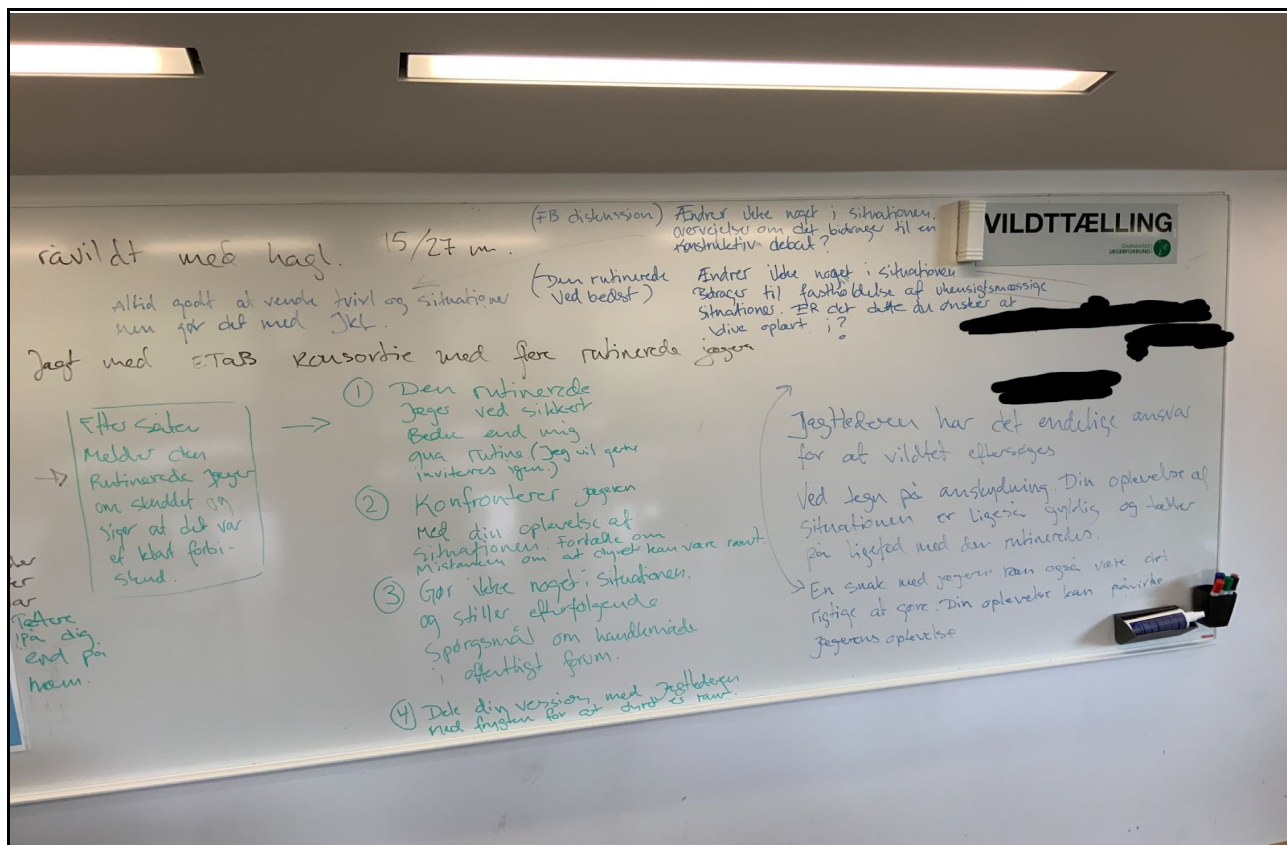 råvildt med hagl. 15/27 m.
Altid godt at vende tvivl og situationer
Men gør det med JKF.
(FB diskussion)
Ændrer ikke noget i situationen.
overvejelse om det bidrager til en
konstruktiv debat?
(Den rutinerede
ved bedst)
Ændrer ikke noget i situationen
Bidrager til fastholdelse af uhensigtsmæssige
situationer. ER det dette du ønsker at
blive oplært i?
VILDTTÆLLING
DANMARKS
JÆGERFORBUND
Jagt med ETaB konsortie med flere rutinerede jægere
Efter såten
Melder den
Rutinerede Jæger
om skuddet og
siger at det var
et klart forbi-
skud.
Tættere
på dig
end på
ham.
① Den rutinerede
Jæger ved sikkert
Bedre end mig
qua rutine (Jeg vil gerne
inviteres igen.)
② Konfronterer jægeren
Med din oplevelse af
situationen. Fortælle om
Mistanken om at dyret kan være ramt
③ Gør ikke noget i situationen.
og stiller efterfølgende
Spørgsmål om handlemåde
i offentligt forum.
④ Dele din version med Jagtlederen
med frygten for at dyret er ramt.
Jagtlederen har det endelige ansvar
for at vildtet eftersøges
Ved tegn på anskydning. Din oplevelse af
situationen er ligeså gyldig og tæller
på ligefod med den rutineredes.
En snak med jægeren kan også være det
rigtige at gøre. Din oplevelse kan påvirke
jægerens oplevelse